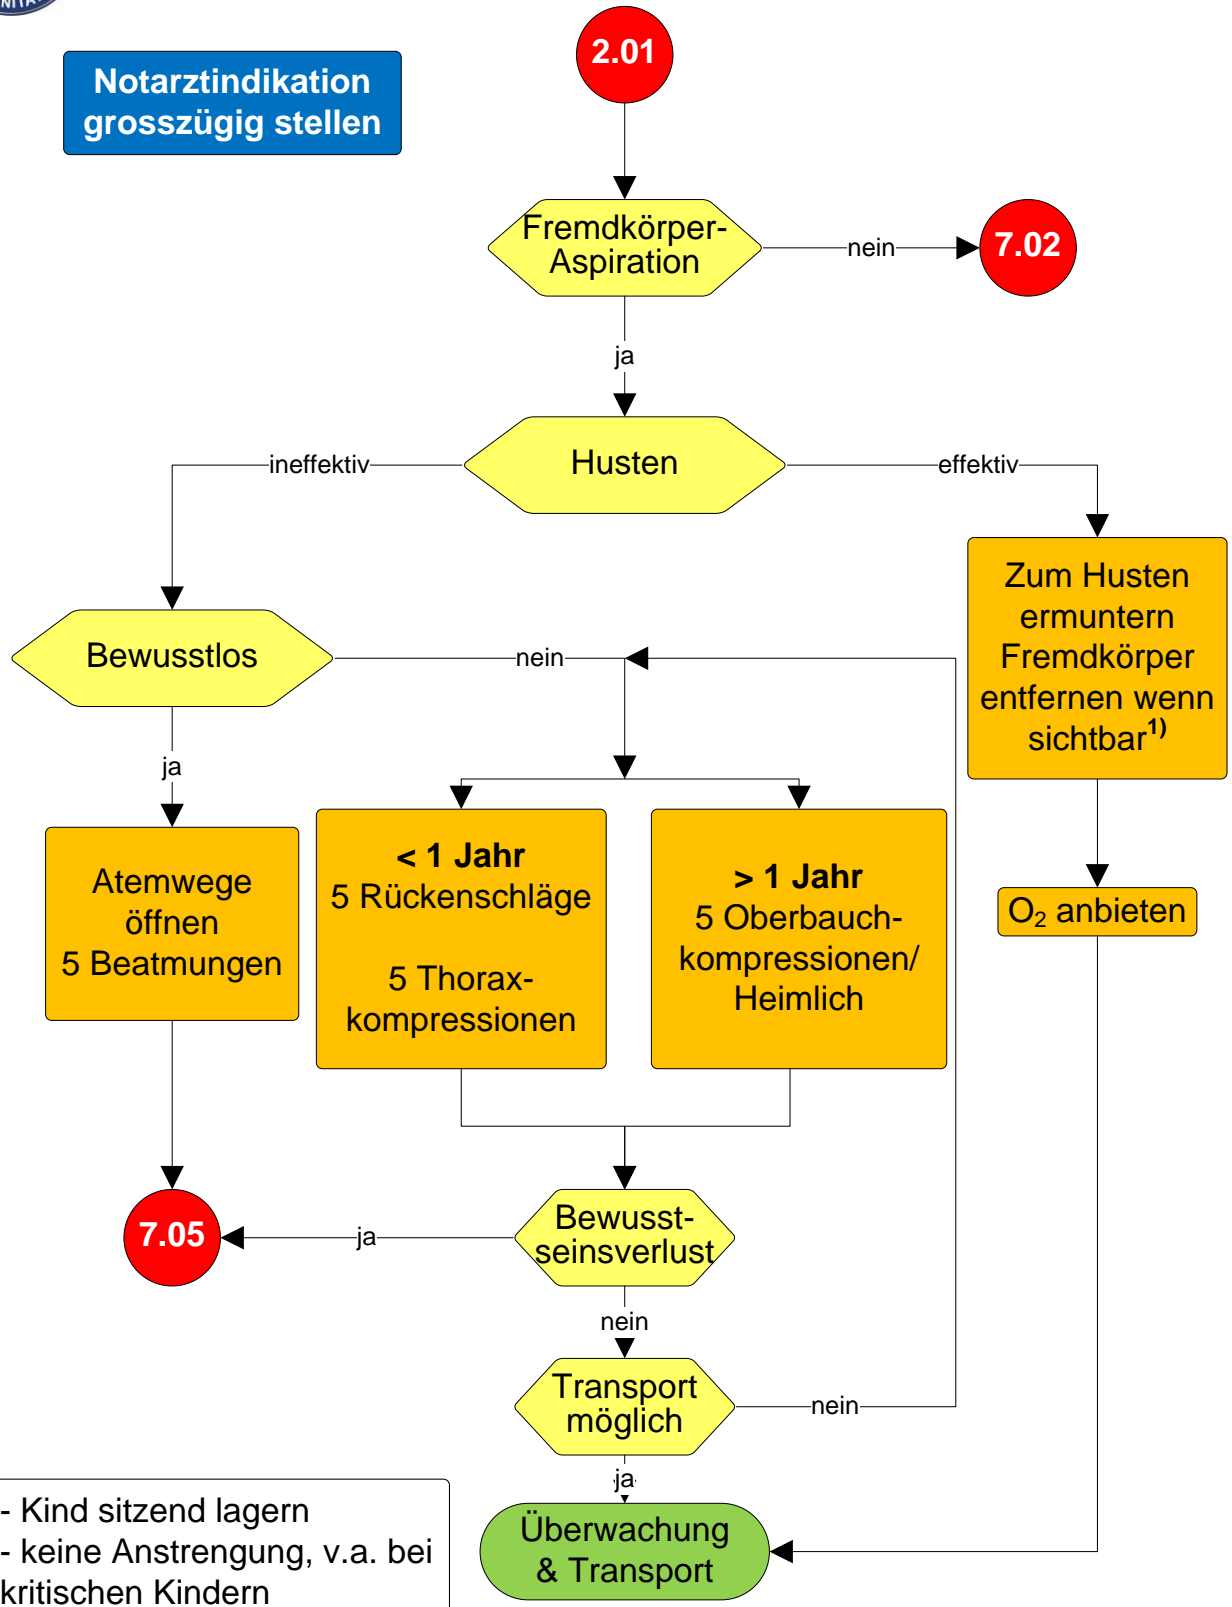 2.01
Notarztindikation
grosszügig stellen
Fremdkörper-
Aspiration
nein
7.02
ja
ineffektiv
Husten
effektiv
Zum Husten
ermuntern
Fremdkörper
entfernen wenn
sichtbar¹⁾
Bewusstlos
nein
ja
Atemwege
öffnen
5 Beatmungen
< 1 Jahr
5 Rückenschläge
5 Thorax-
kompressionen
> 1 Jahr
5 Oberbauch-
kompressionen/
Heimlich
O₂ anbieten
7.05
ja
Bewusst-
seinsverlust
nein
Transport
möglich
nein
ja
- Kind sitzend lagern
- keine Anstrengung, v.a. bei
kritischen Kindern
Überwachung
& Transport